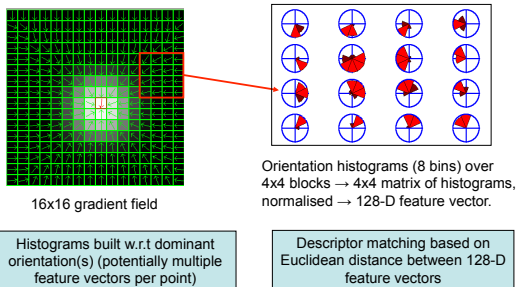 16x16 gradient field
Orientation histograms (8 bins) over
4x4 blocks → 4x4 matrix of histograms,
normalised → 128-D feature vector.
Histograms built w.r.t dominant
orientation(s) (potentially multiple
feature vectors per point)
Descriptor matching based on
Euclidean distance between 128-D
feature vectors